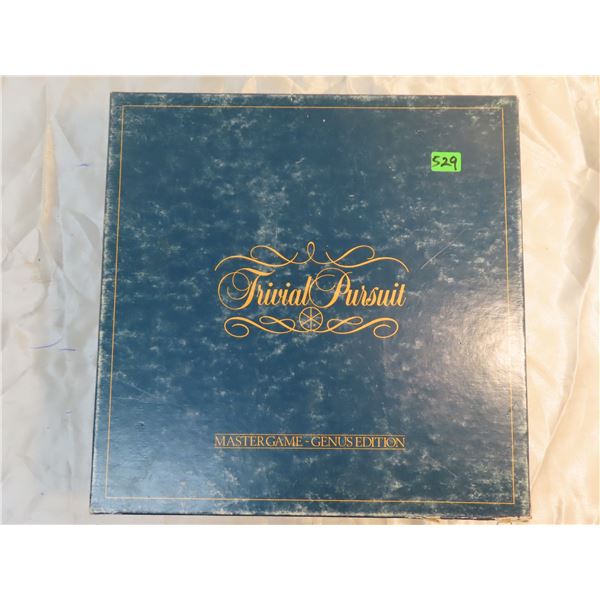 529
Trivial Pursuit
MASTER GAME - GENUS EDITION